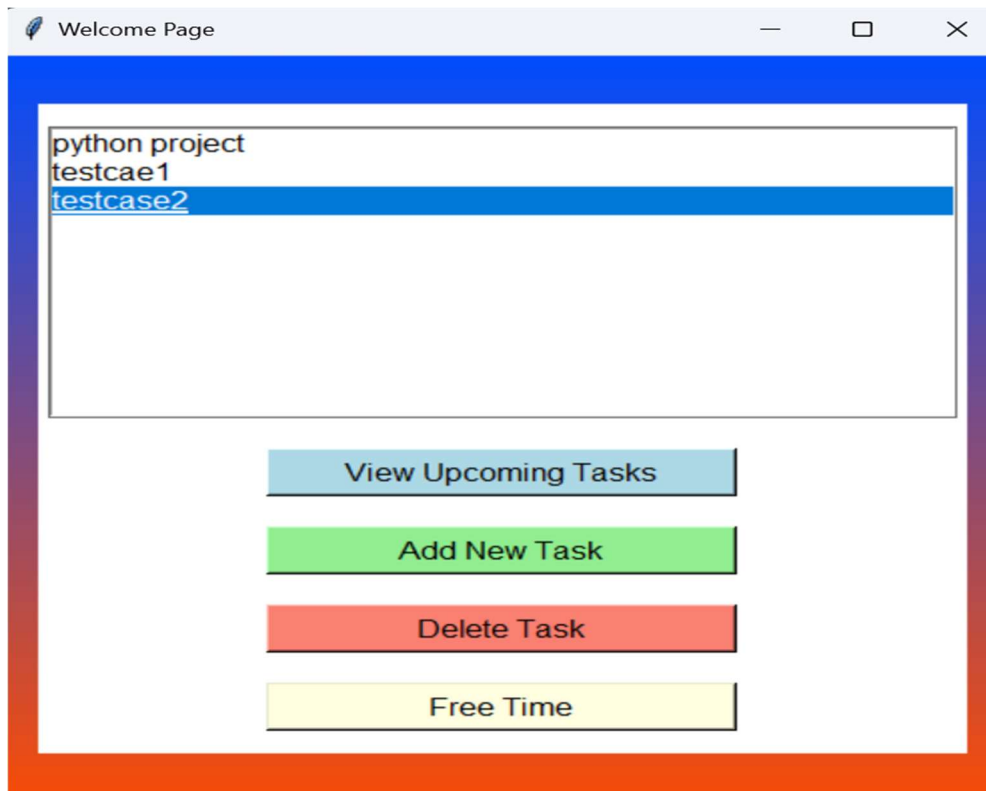 Welcome Page
python project
testcae1
testcase2
View Upcoming Tasks
Add New Task
Delete Task
Free Time